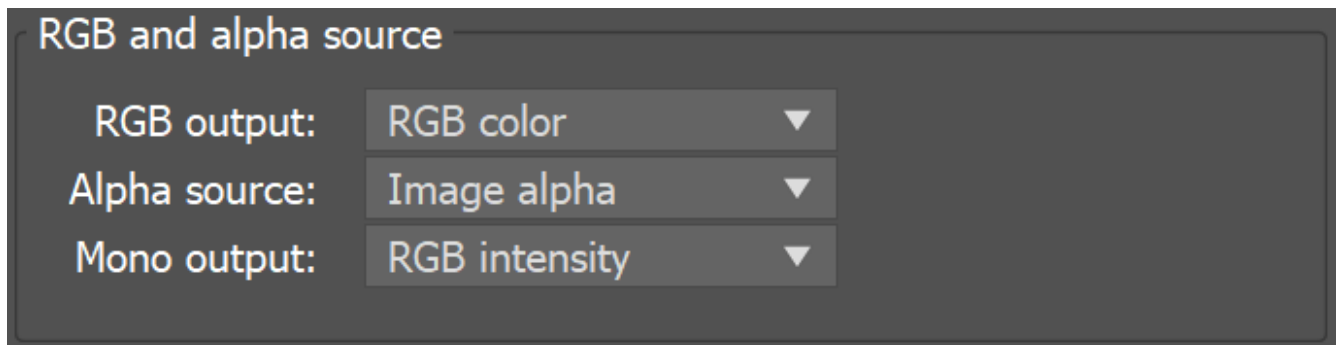 RGB and alpha source
RGB output: RGB color
Alpha source: Image alpha
Mono output: RGB intensity